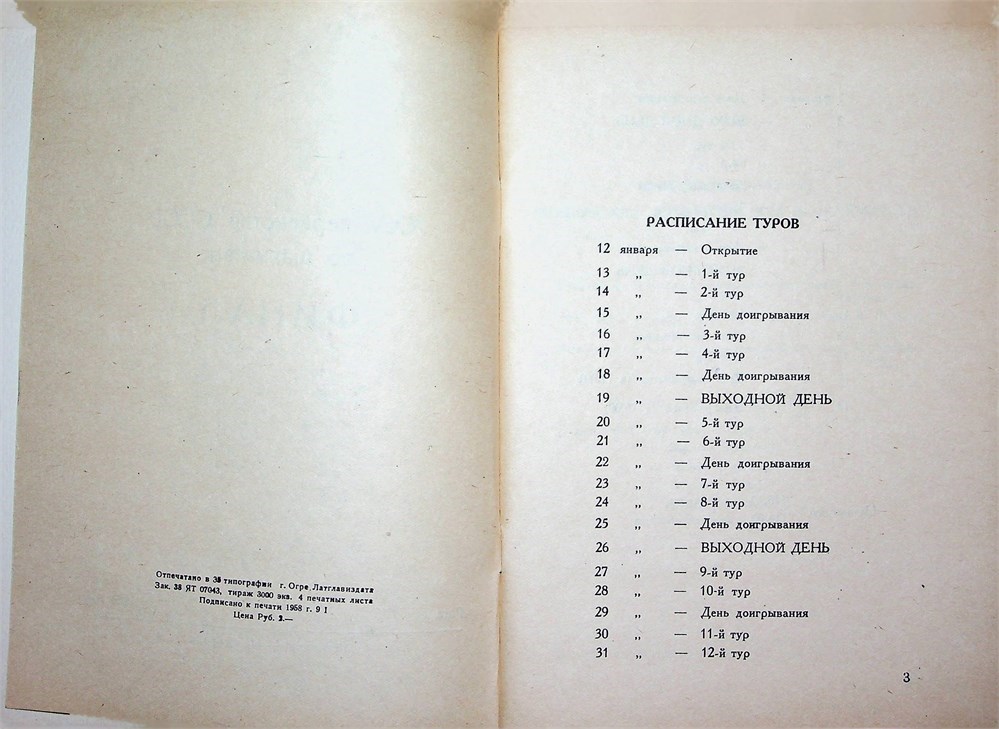 Отпечатано в 35 типографии г. Огре Латглавиздата
Зак. 38 ЯТ 07043, тираж 3000 экв. 4 печатных листа
Подписано к печати 1958 г. 9 I
Цена Руб.
РАСПИСАНИЕ ТУРОВ
12 января — Открытие
13 „ — 1-й тур
14 „ — 2-й тур
15 „ — День доигрывания
16 „ — 3-й тур
17 „ — 4-й тур
18 „ — День доигрывания
19 „ — ВЫХОДНОЙ ДЕНЬ
20 „ — 5-й тур
21 „ — 6-й тур
22 „ — День доигрывания
23 „ — 7-й тур
24 „ — 8-й тур
25 „ — День доигрывания
26 „ — ВЫХОДНОЙ ДЕНЬ
27 „ — 9-й тур
28 „ — 10-й тур
29 „ — День доигрывания
30 „ — 11-й тур
31 „ — 12-й тур
3